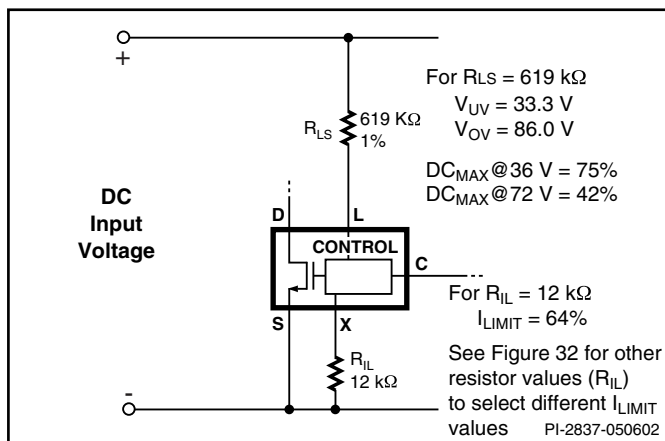 +
For RLS = 619 kΩ
VUV = 33.3 V
VOV = 86.0 V
DCMAX@36 V = 75%
DCMAX@72 V = 42%
RLS
619 KΩ
1%
DC
Input
Voltage
D
L
CONTROL
C
S
X
For RIL = 12 kΩ
ILIMIT = 64%
RIL
12 kΩ
See Figure 32 for other
resistor values (RIL)
to select different ILIMIT
values
PI-2837-050602
-